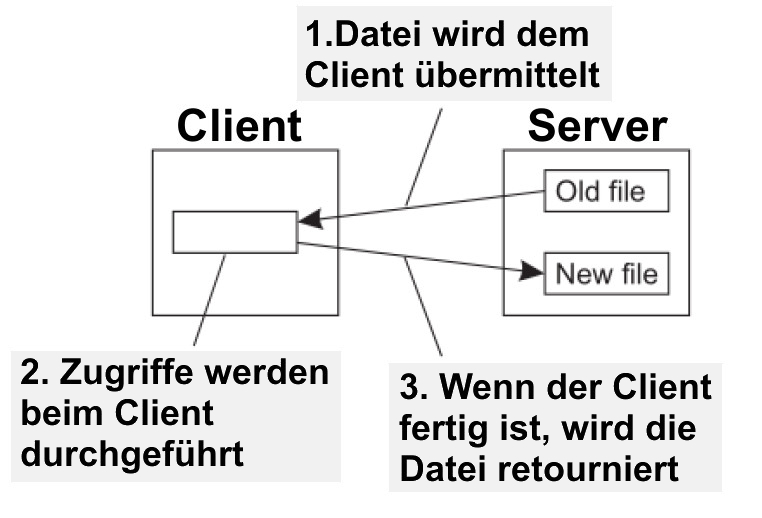 1.Datei wird dem
Client übermittelt
Client
Server
Old file
New file
2. Zugriffe werden
beim Client
durchgeführt
3. Wenn der Client
fertig ist, wird die
Datei retourniert